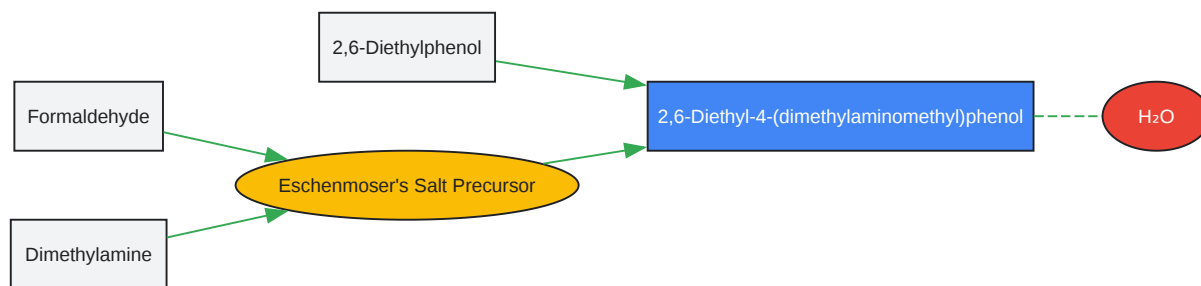 2,6-Diethylphenol
Formaldehyde
2,6-Diethyl-4-(dimethylaminomethyl)phenol
H₂O
Eschenmoser's Salt Precursor
Dimethylamine